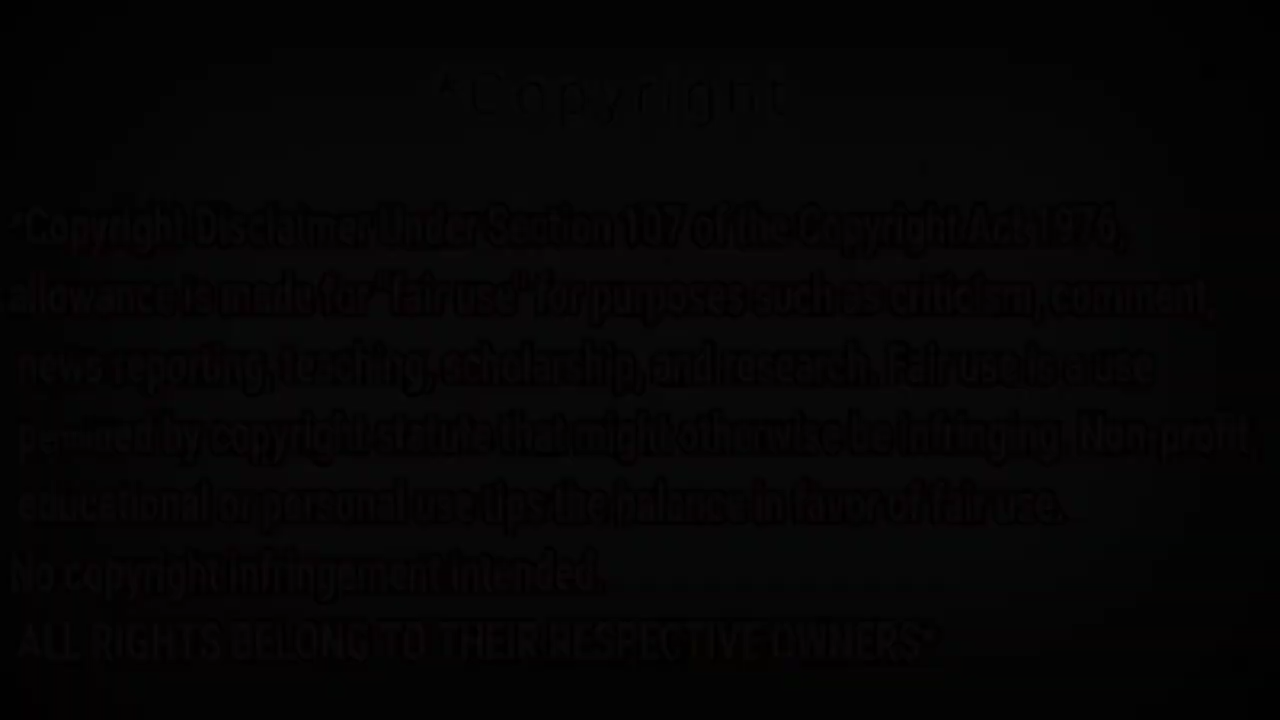 *Copyright
*Copyright Disclaimer Under Section 107 of the Copyright Act 1976,
allowance is made for "fair use" for purposes such as criticism, comment,
news reporting, teaching, scholarship, and research. Fair use is a use
permitted by copyright statute that might otherwise be infringing. Non-profit,
educational or personal use tips the balance in favor of fair use.
No copyright infringement intended.
ALL RIGHTS BELONG TO THEIR RESPECTIVE OWNERS*